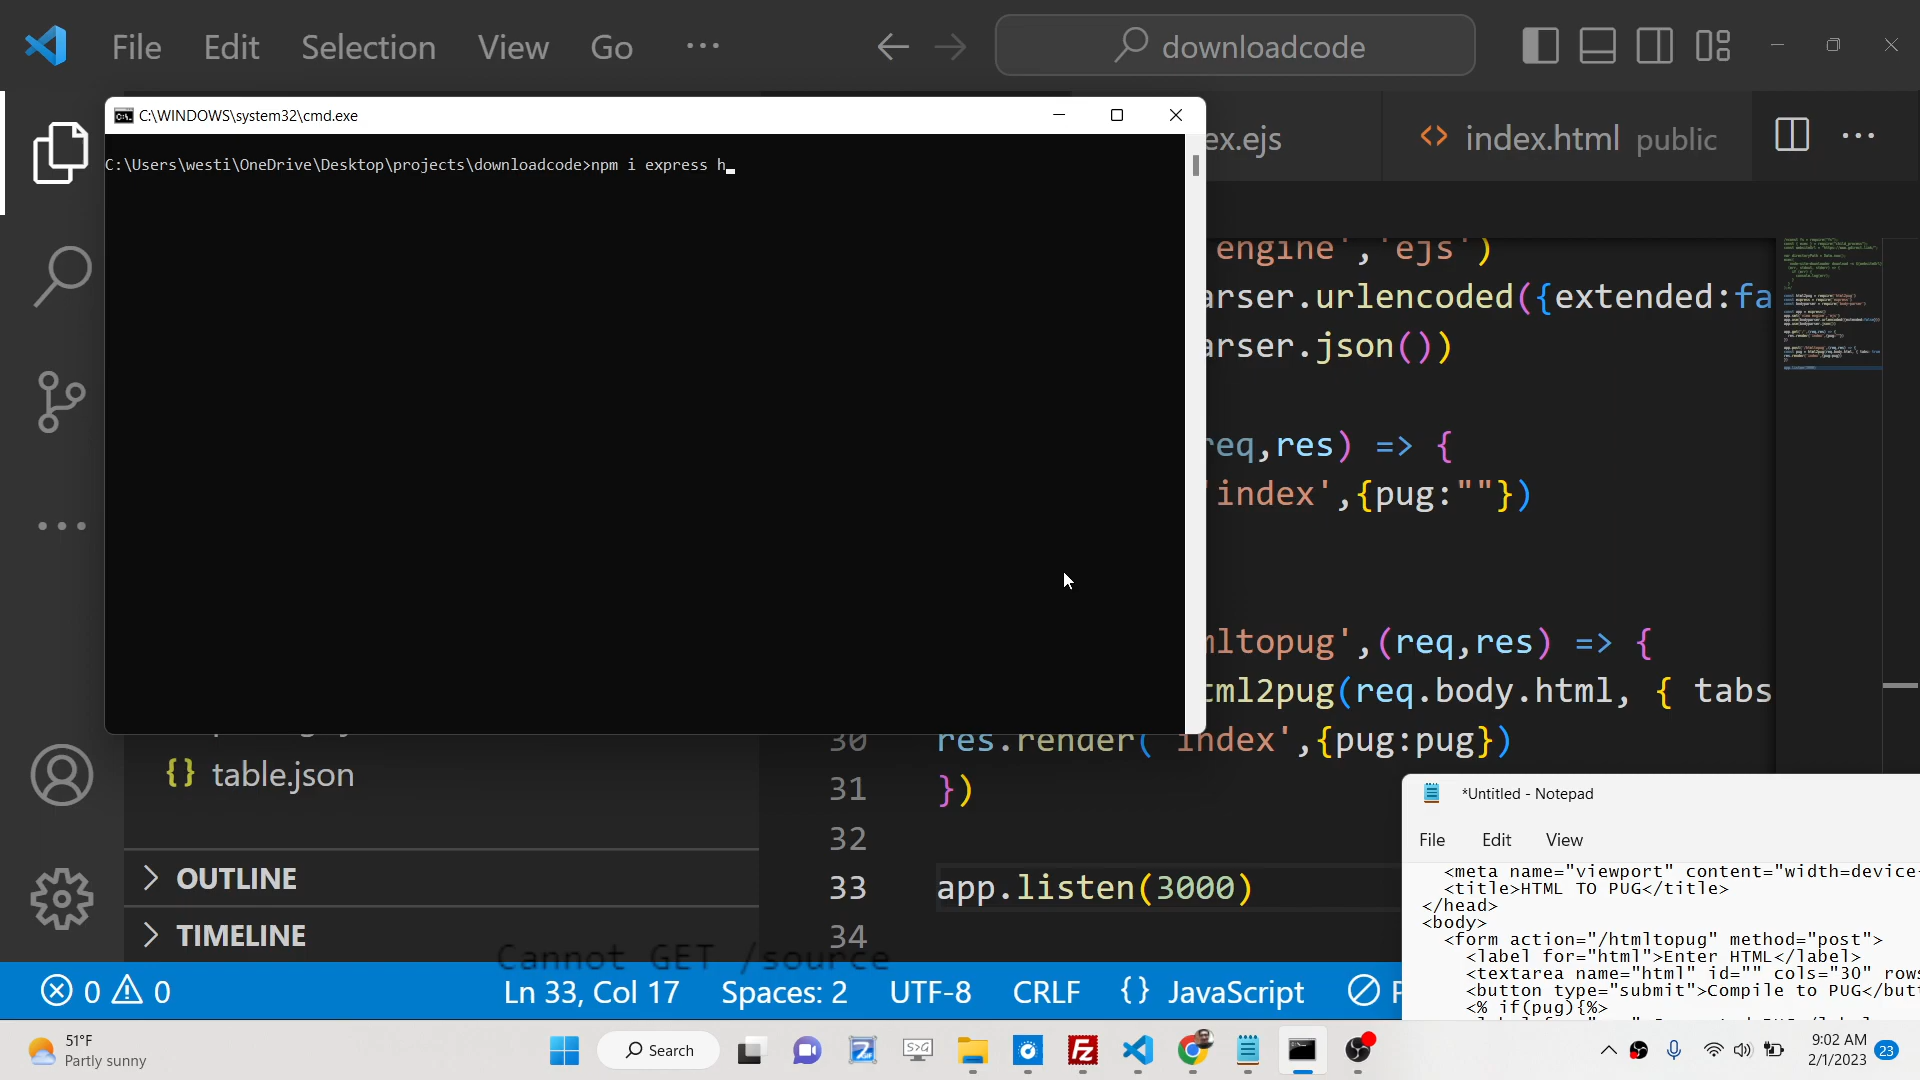 File Edit Selection View Go ··· downloadcode
C:\WINDOWS\system32\cmd.exe
C:\Users\westi\OneDrive\Desktop\projects\downloadcode>npm i express h_
ex.ejs
index.html public
engine','ejs')
arser.urlencoded({extended:fa
arser.json())
req,res) => {
'index',{pug:""})
mltopug',(req,res) => {
tml2pug(req.body.html, { tabs
30 res.render('index',{pug:pug})
{} table.json
31 })
32
OUTLINE
33 app.listen(3000)
TIMELINE
34
Cannot GET /source
*Untitled - Notepad
File Edit View
<meta name="viewport" content="width=device-
<title>HTML TO PUG</title>
</head>
<body>
<form action="/htmltopug" method="post">
<label for="html">Enter HTML</label>
<textarea name="html" id="" cols="30" rows
<button type="submit">Compile to PUG</butt
<% if(pug){%>
0 0 Ln 33, Col 17 Spaces: 2 UTF-8 CRLF {} JavaScript
51°F
Partly sunny
Search
9:02 AM
2/1/2023
23